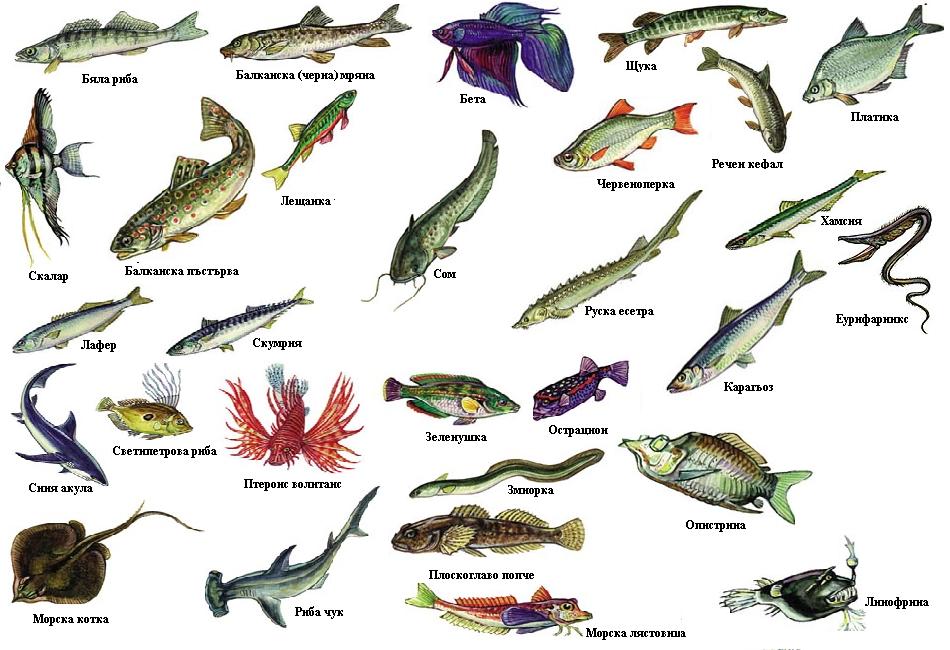 Бяла риба
Балканска (черна) мряна
Бета
Щука
Платика
Скалар
Балканска пъстърва
Лещанка
Сом
Червеноперка
Речен кефал
Хамсия
Руска есетра
Еурифаринкс
Лафер
Скумрия
Карагьоз
Синя акула
Светипетрова риба
Птероис волитанс
Зеленушка
Острацион
Змиорка
Опистрина
Морска котка
Риба чук
Плоскоглаво попче
Морска лястовица
Линофрина